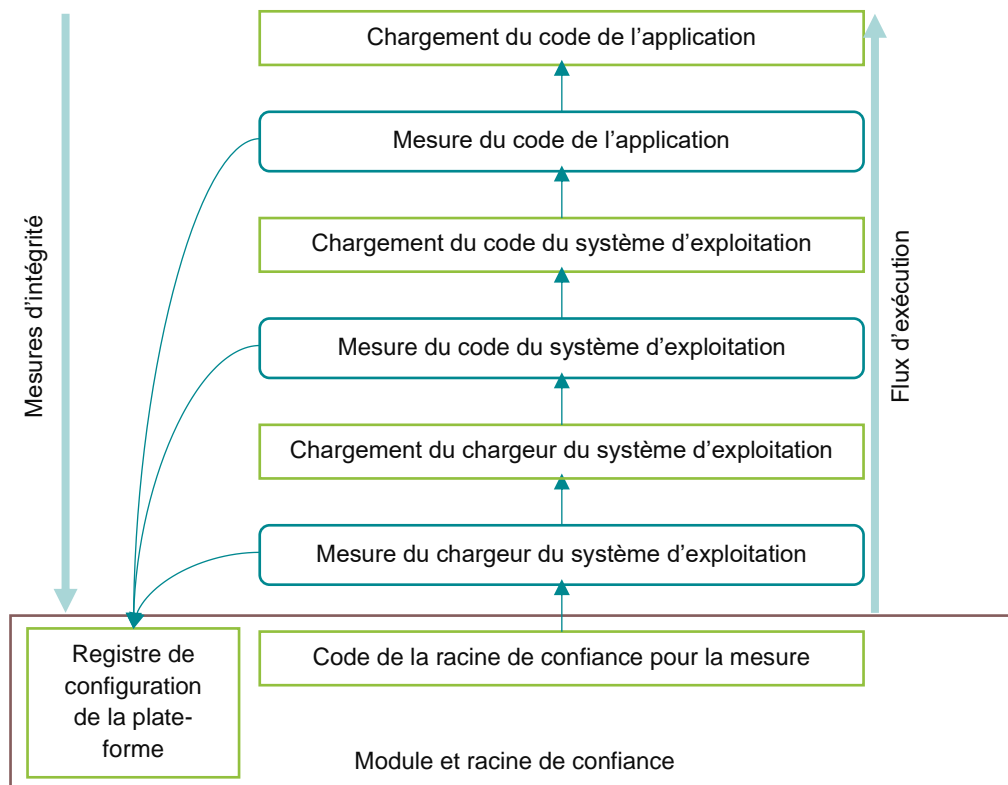 Chargement du code de l’application
Mesure du code de l’application
Chargement du code du système d’exploitation
Mesure du code du système d’exploitation
Chargement du chargeur du système d’exploitation
Mesure du chargeur du système d’exploitation
Mesures d’intégrité
Flux d’exécution
Registre de
configuration
de la plate-
forme
Code de la racine de confiance pour la mesure
Module et racine de confiance